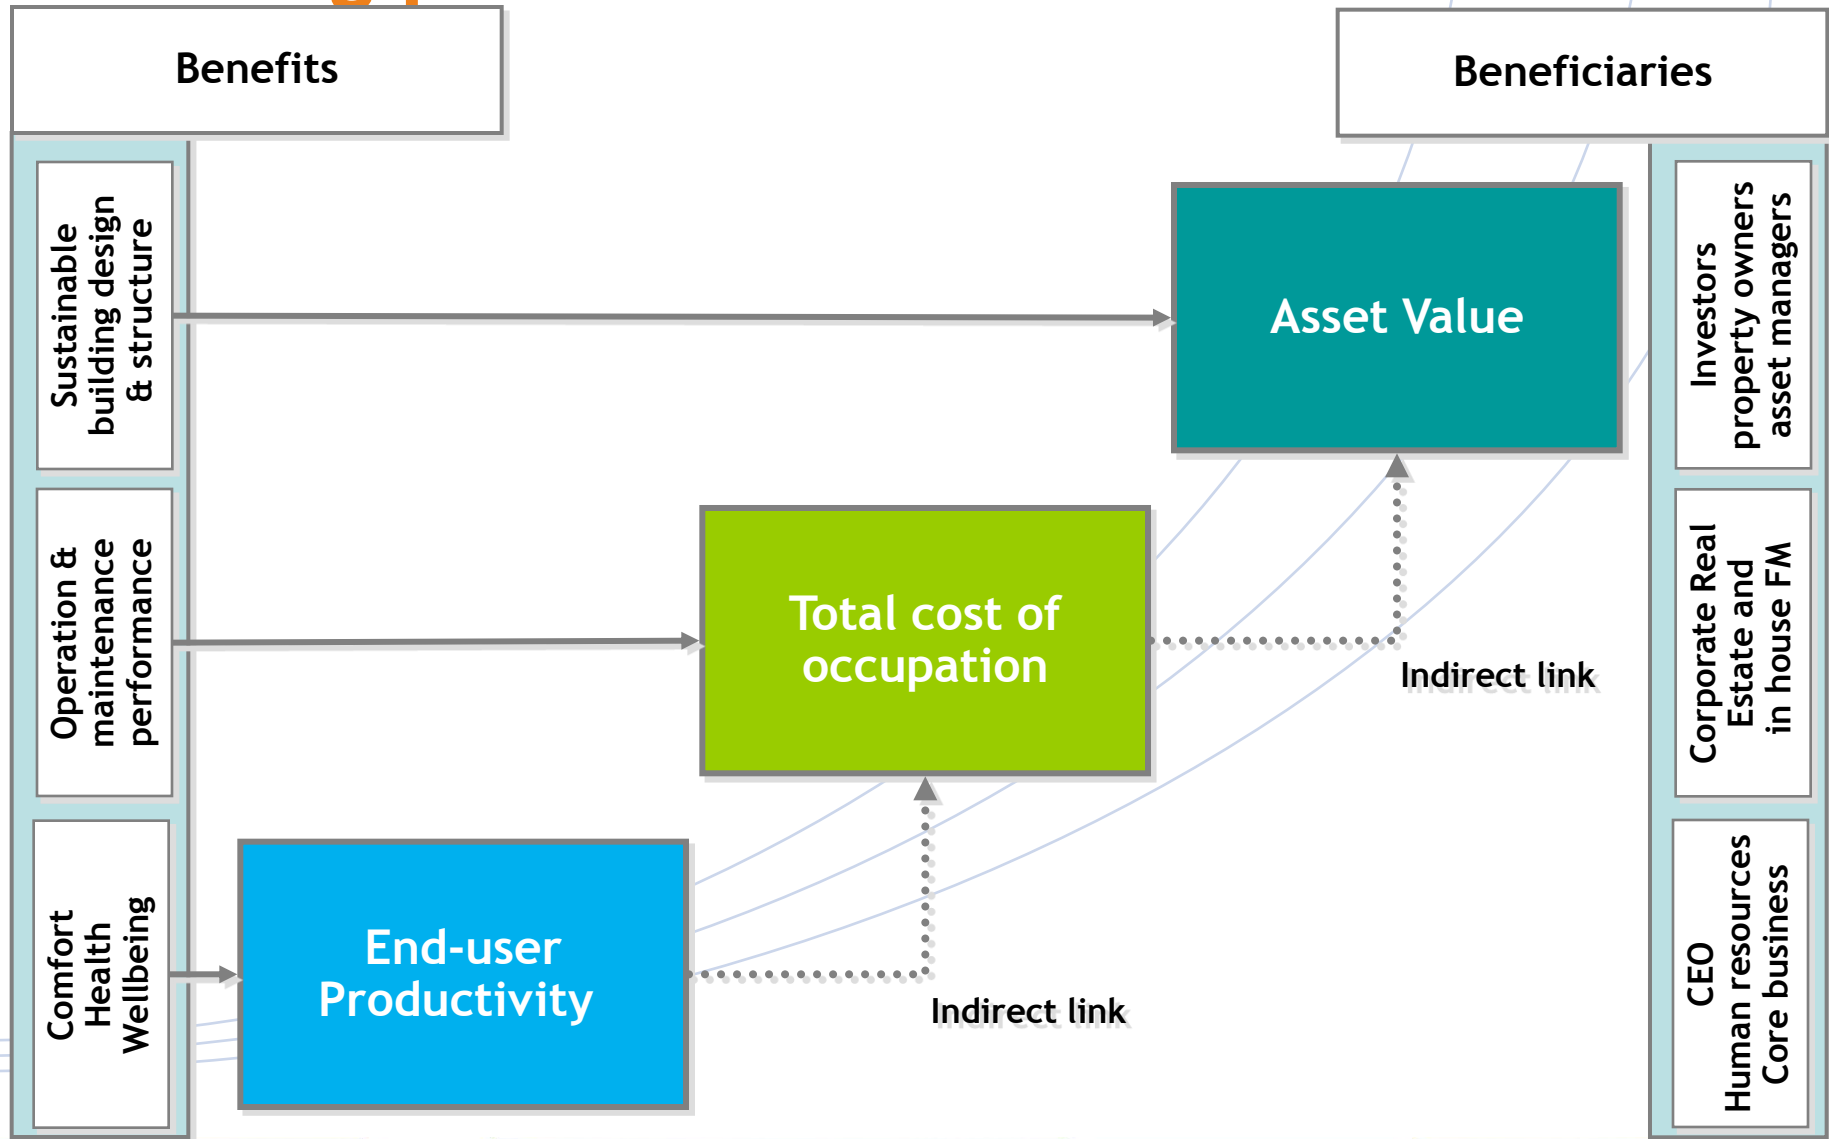 Benefits
Beneficiaries
Sustainable
building design
& structure
Asset Value
Investors
property owners
asset managers
Operation &
maintenance
performance
Total cost of
occupation
Indirect link
Corporate Real
Estate and
in house FM
Comfort
Health
Wellbeing
End-user
Productivity
Indirect link
CEO
Human resources
Core business